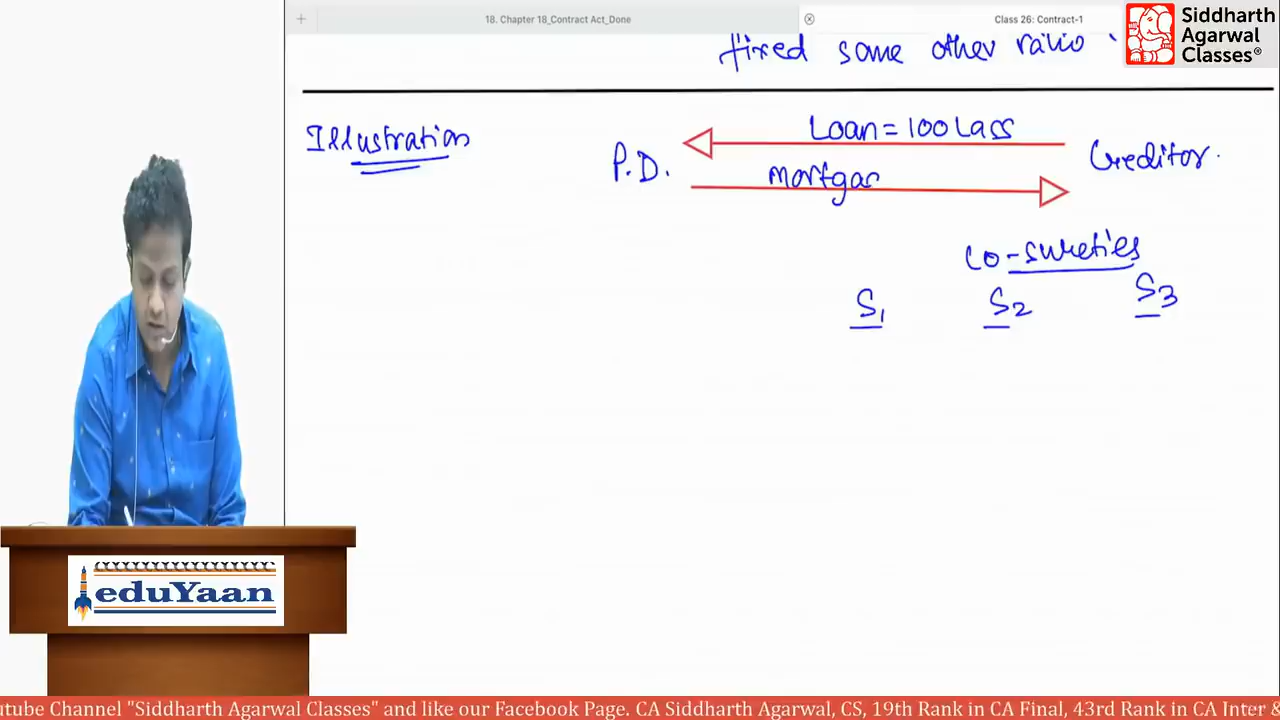 18. Chapter 18_Contract Act_Done
Class 26: Contract-1
Siddharth
Agarwal
Classes®
fixed some other ratio
Illustration
P.D.
Loan = 100 Lacs
mortgag
Creditor.
co-sureties
S1 S2 S3
eduYaan
utube Channel "Siddharth Agarwal Classes" and like our Facebook Page. CA Siddharth Agarwal, CS, 19th Rank in CA Final, 43rd Rank in CA Inter &